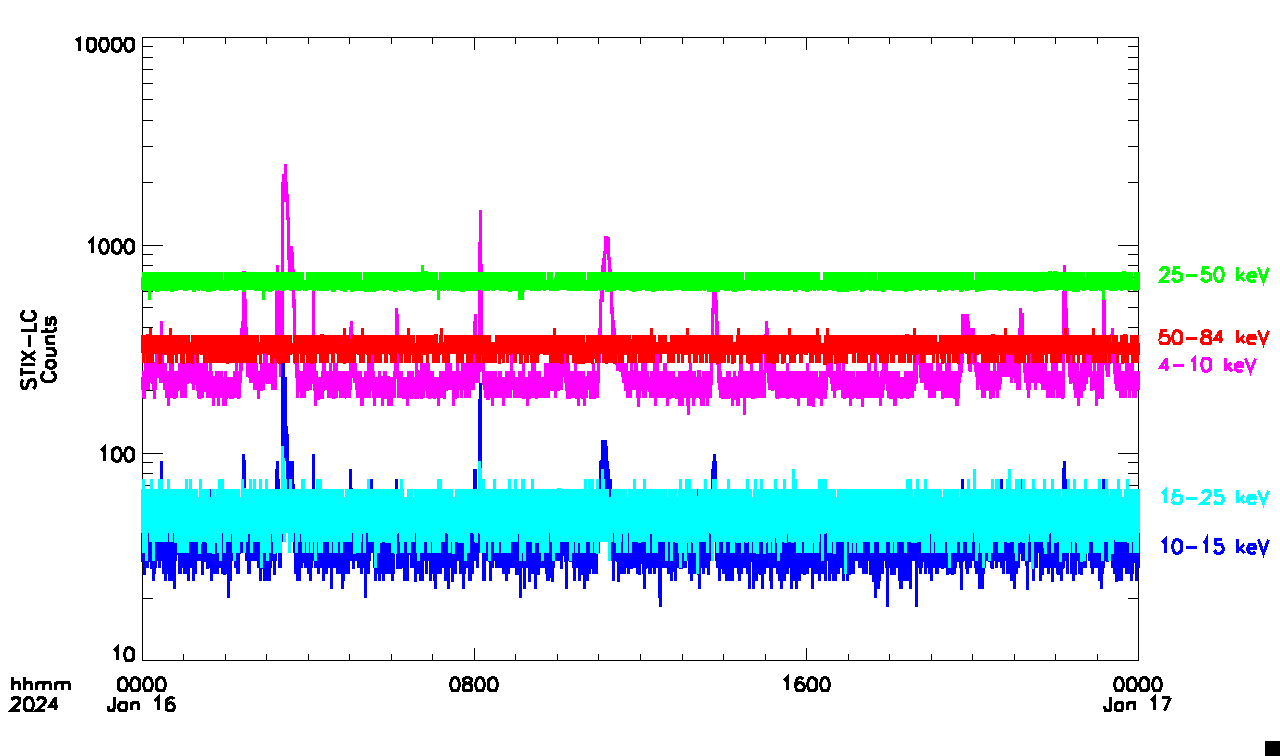 10000
1000
100
10
STIX-LC
Counts
25-50 keV
50-84 keV
4-10 keV
15-25 keV
10-15 keV
hhmm 0000 0800 1600 0000
2024 Jan 16 Jan 17